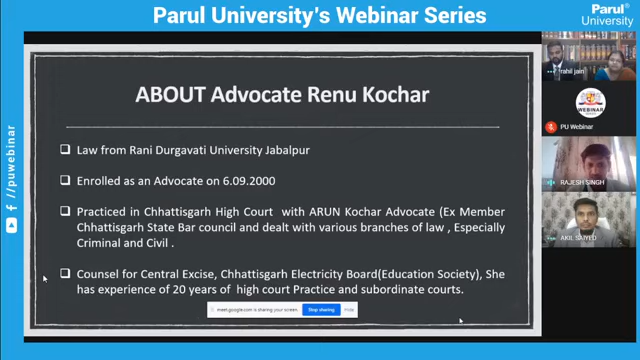 Parul University's Webinar Series
Parul®
University
ABOUT Advocate Renu Kochar
Law from Rani Durgavati University Jabalpur
Enrolled as an Advocate on 6.09.2000
Practiced in Chhattisgarh High Court with ARUN Kochar Advocate (Ex Member
Chhattisgarh State Bar council and dealt with various branches of law , Especially
Criminal and Civil .
Counsel for Central Excise, Chhattisgarh Electricity Board(Education Society), She
has experience of 20 years of high court Practice and subordinate courts.
meet.google.com is sharing your screen.
Stop sharing
Hide
rahil jain
WEBINAR
PU Webinar
RAJESH SINGH
AKIL SAIYED
/puwebinar